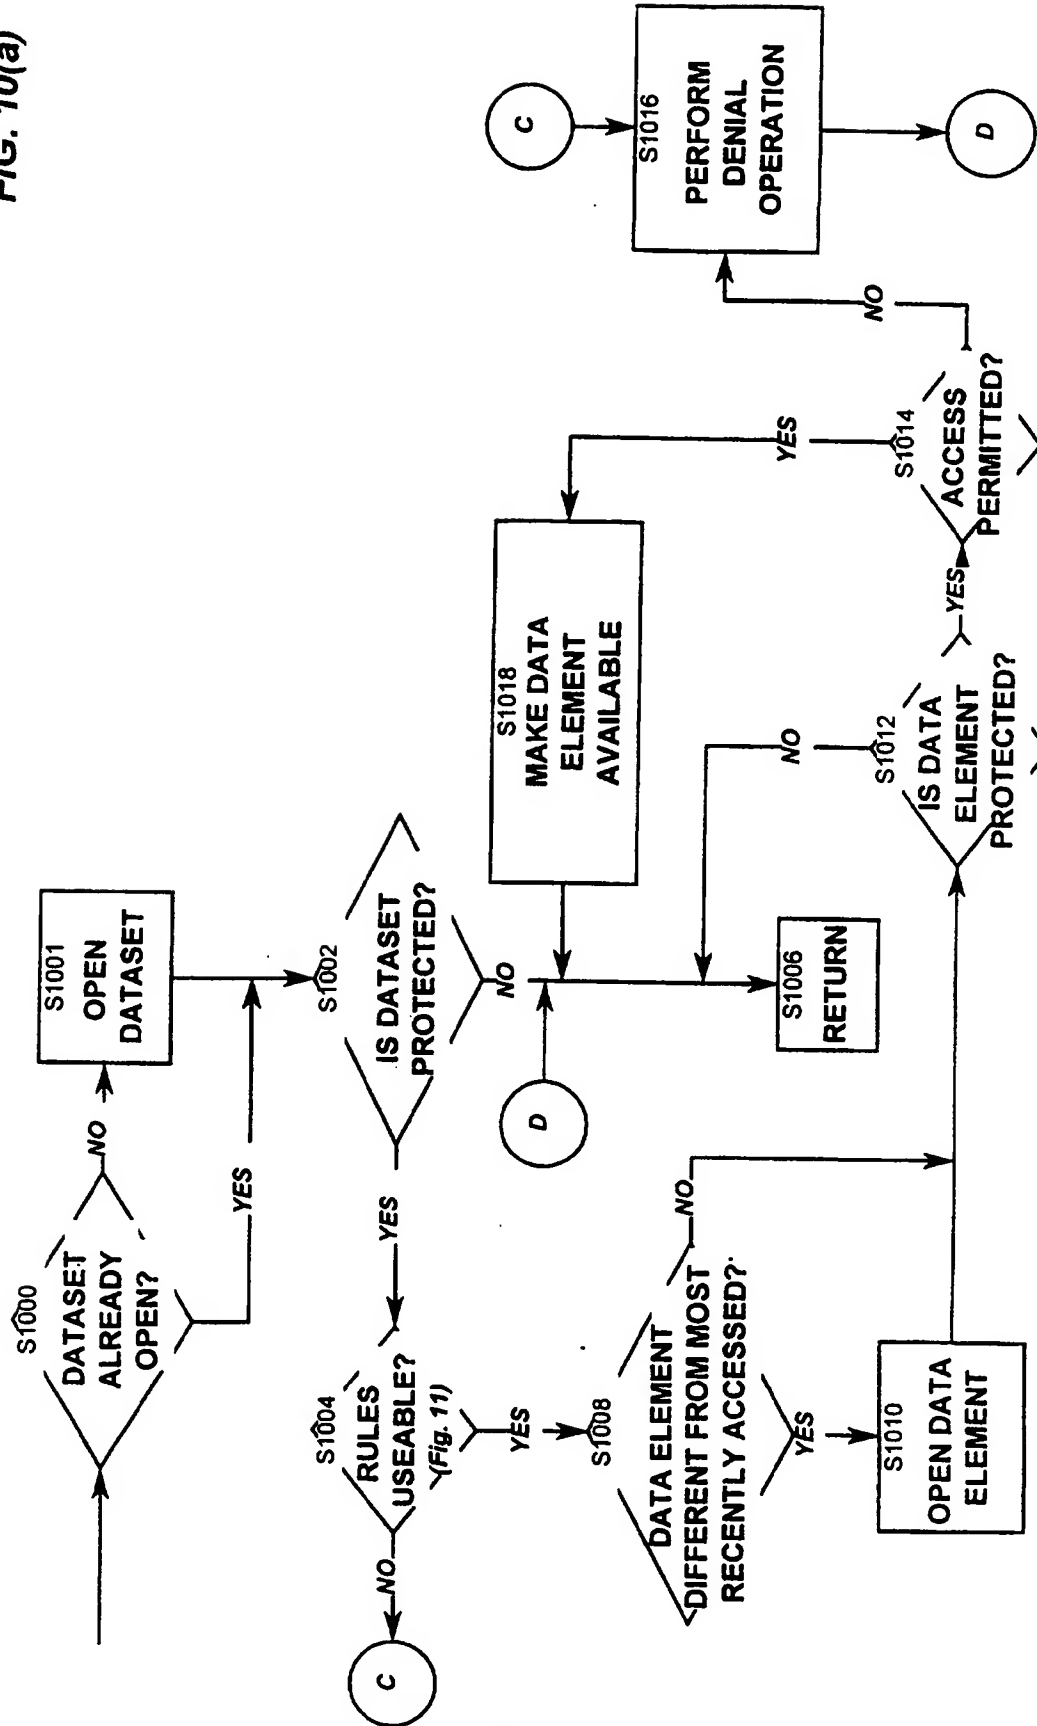 FIG. 10(a)
S1000
DATASET
ALREADY
OPEN?
NO
YES
S1001
OPEN
DATASET
S1002
IS DATASET
PROTECTED?
YES
NO
S1004
RULES
USEABLE?
(Fig. 11)
NO
C
YES
S1008
DATA ELEMENT
DIFFERENT FROM MOST
RECENTLY ACCESSED?
NO
YES
S1010
OPEN DATA
ELEMENT
D
S1006
RETURN
S1018
MAKE DATA
ELEMENT
AVAILABLE
S1012
IS DATA
ELEMENT
PROTECTED?
NO
YES
S1014
ACCESS
PERMITTED?
YES
NO
C
S1016
PERFORM
DENIAL
OPERATION
D